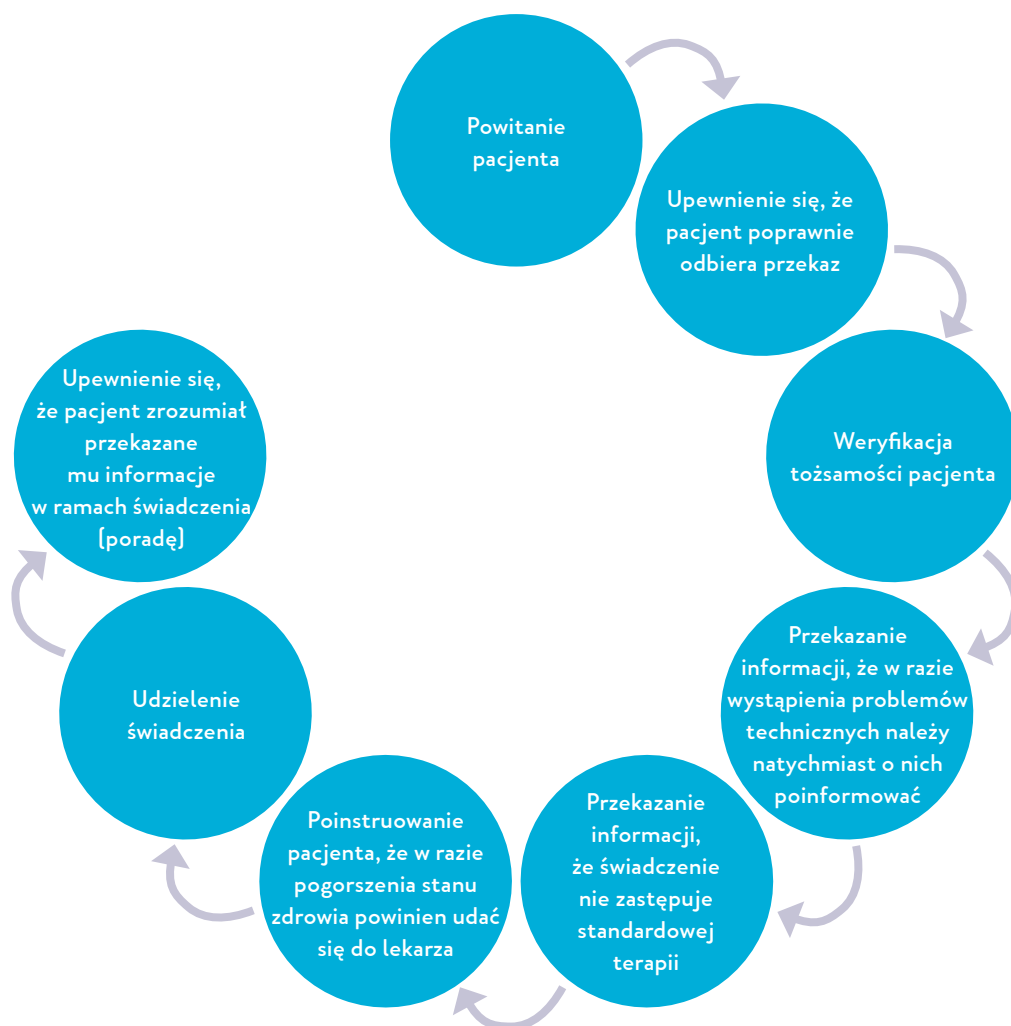 Powitanie
pacjenta
Upewnienie się, że
pacjent poprawnie
odbiera przekaz
Weryfikacja
tożsamości pacjenta
Przekazanie
informacji, że w razie
wystąpienia problemów
technicznych należy
natychmiast o nich
poinformować
Przekazanie
informacji,
że świadczenie
nie zastępuje
standardowej
terapii
Poinstruowanie
pacjenta, że w razie
pogorszenia stanu
zdrowia powinien udać
się do lekarza
Udzielenie
świadczenia
Upewnienie się,
że pacjent zrozumiał
przekazane
mu informacje
w ramach świadczenia
(poradę)